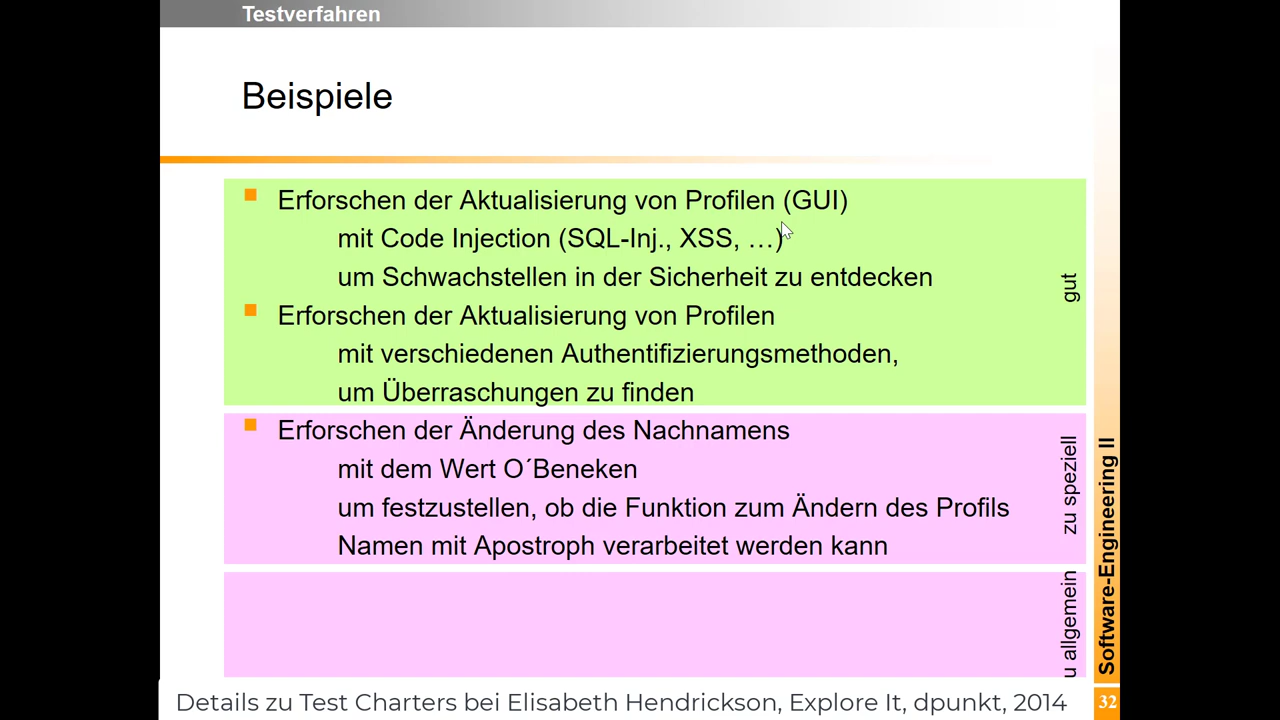 Testverfahren
Beispiele
Erforschen der Aktualisierung von Profilen (GUI)
mit Code Injection (SQL-Inj., XSS, …)
um Schwachstellen in der Sicherheit zu entdecken
gut
Erforschen der Aktualisierung von Profilen
mit verschiedenen Authentifizierungsmethoden,
um Überraschungen zu finden
Erforschen der Änderung des Nachnamens
mit dem Wert O´Beneken
um festzustellen, ob die Funktion zum Ändern des Profils
Namen mit Apostroph verarbeitet werden kann
zu speziell
u allgemein
Software-Engineering II
Details zu Test Charters bei Elisabeth Hendrickson, Explore It, dpunkt, 2014
32